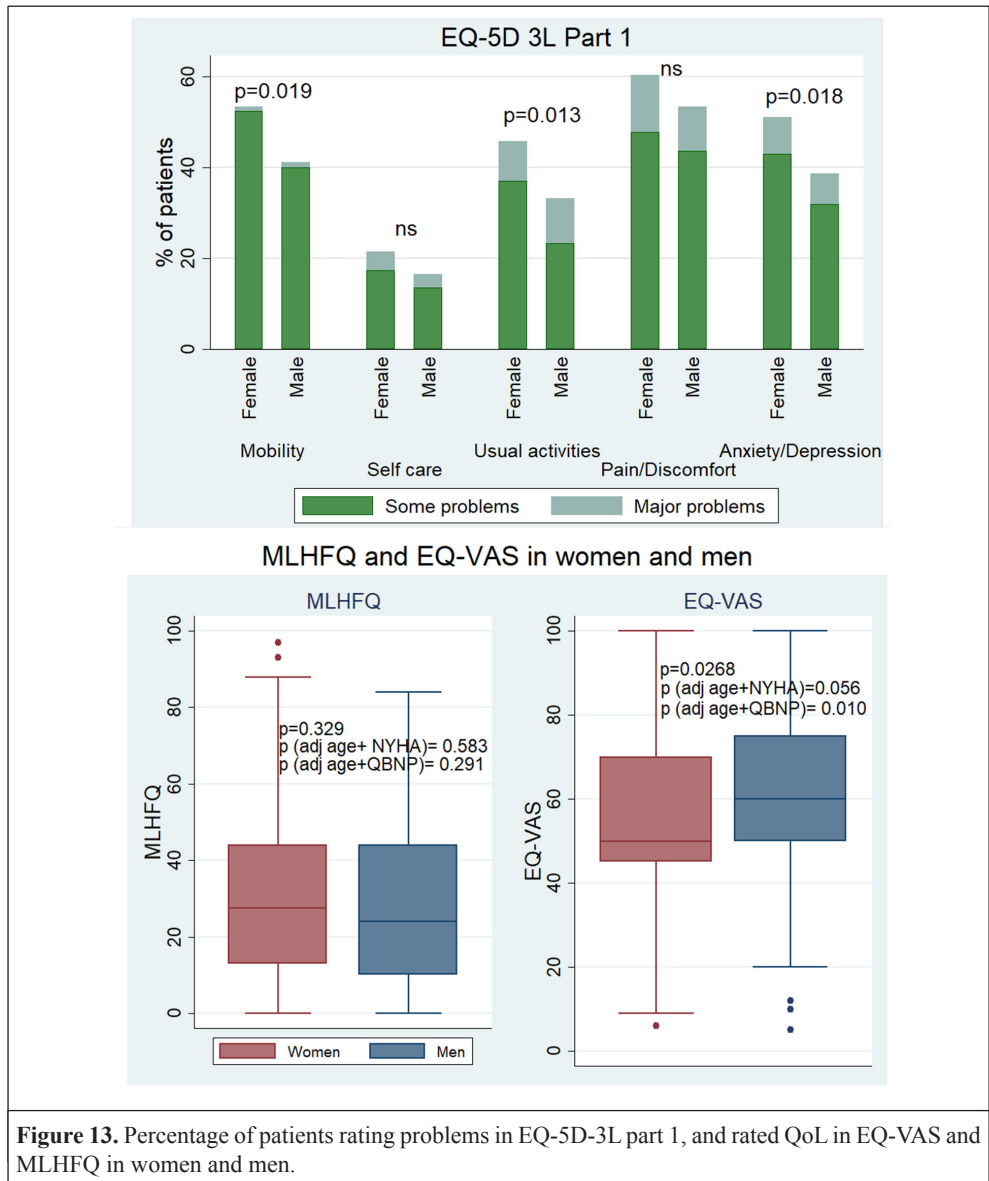 EQ-5D 3L Part 1
% of patients
60
40
20
0
p=0.019
ns
p=0.013
ns
p=0.018
Female
Male
Female
Male
Female
Male
Female
Male
Female
Male
Mobility
Self care
Usual activities
Pain/Discomfort
Anxiety/Depression
Some problems
Major problems
MLHFQ and EQ-VAS in women and men
MLHFQ
MLHFQ
100
80
60
40
20
0
p=0.329
p (adj age+ NYHA)= 0.583
p (adj age+QBNP)= 0.291
Women
Men
EQ-VAS
EQ-VAS
100
80
60
40
20
0
p=0.0268
p (adj age+NYHA)=0.056
p (adj age+QBNP)= 0.010
Figure 13. Percentage of patients rating problems in EQ-5D-3L part 1, and rated QoL in EQ-VAS and
MLHFQ in women and men.